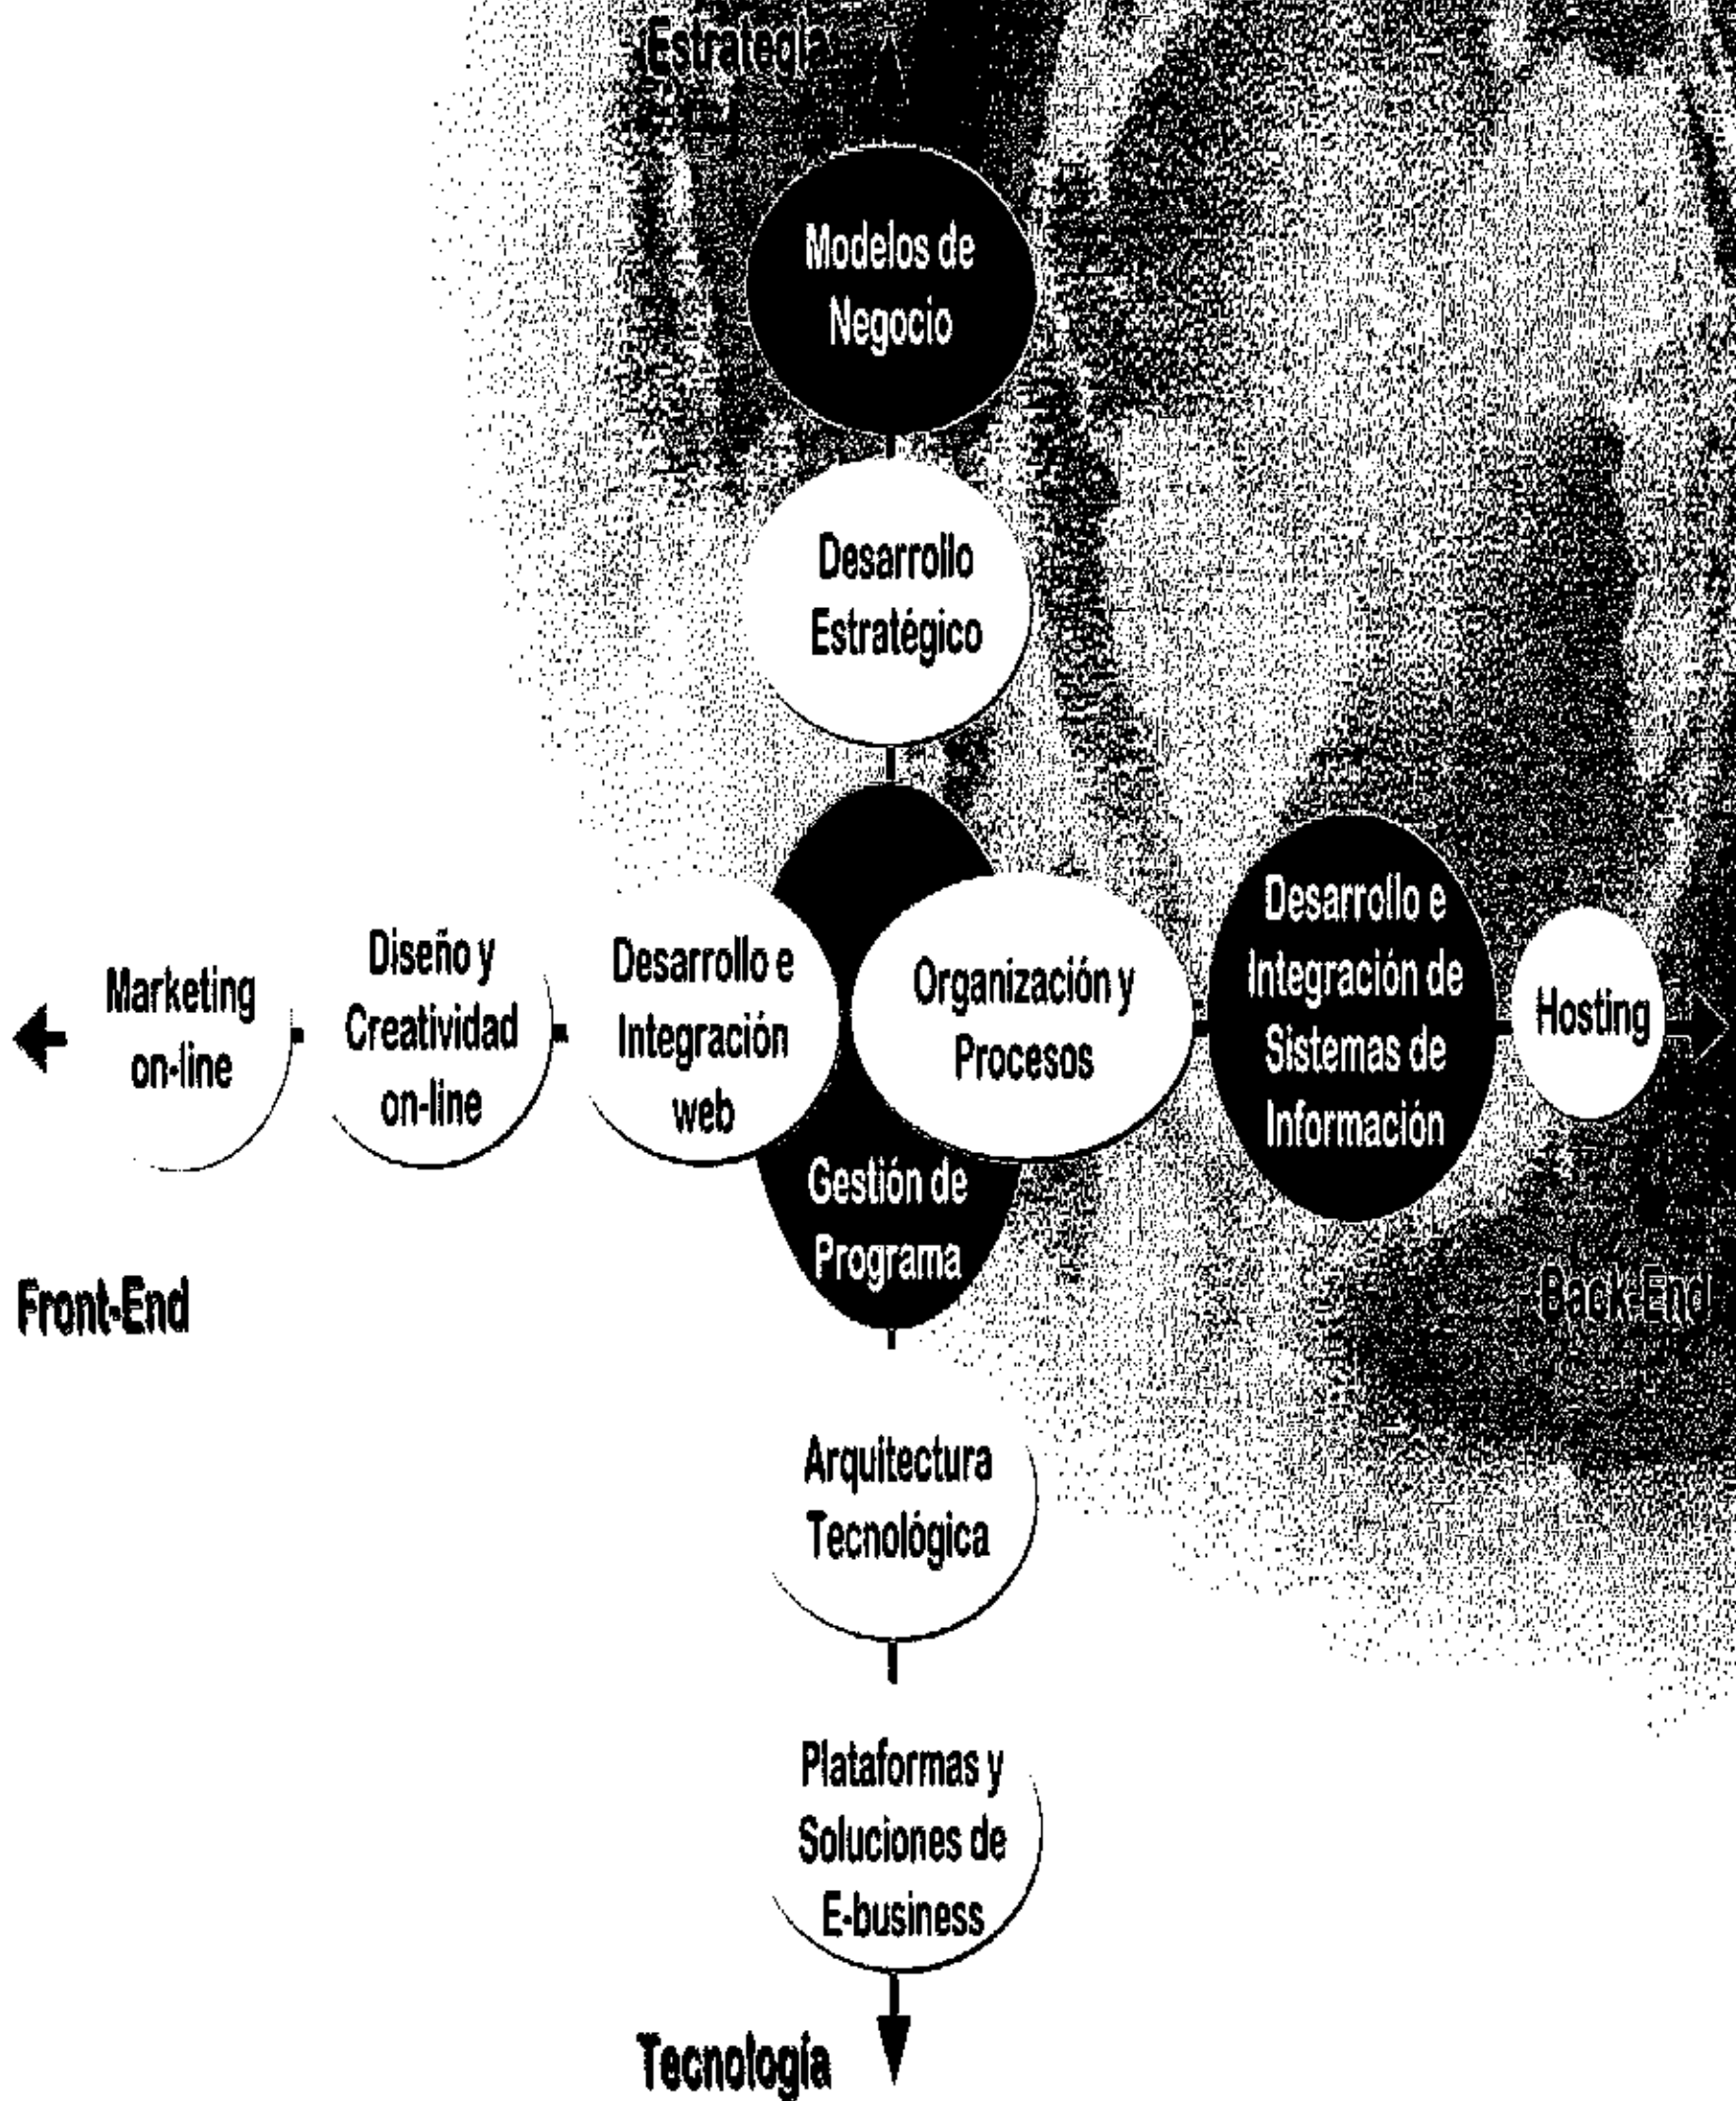 Estrategia
Modelos de
Negocio
Desarrollo
Estratégico
Marketing
on-line
Diseño y
Creatividad
on-line
Desarrollo e
Integración
web
Organización y
Procesos
Desarrollo e
Integración de
Sistemas de
Información
Hosting
Gestión de
Programa
Front-End
Back-End
Arquitectura
Tecnológica
Plataformas y
Soluciones de
E-business
Tecnología